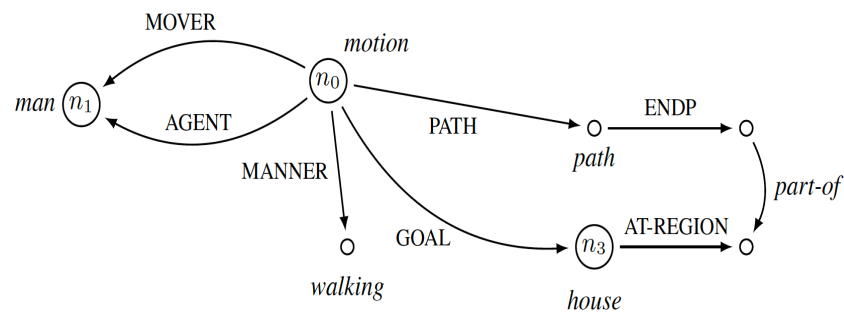 MOVER
motion
n0
man n1
AGENT
PATH
ENDP
path
MANNER
part-of
GOAL
n3
AT-REGION
walking
house